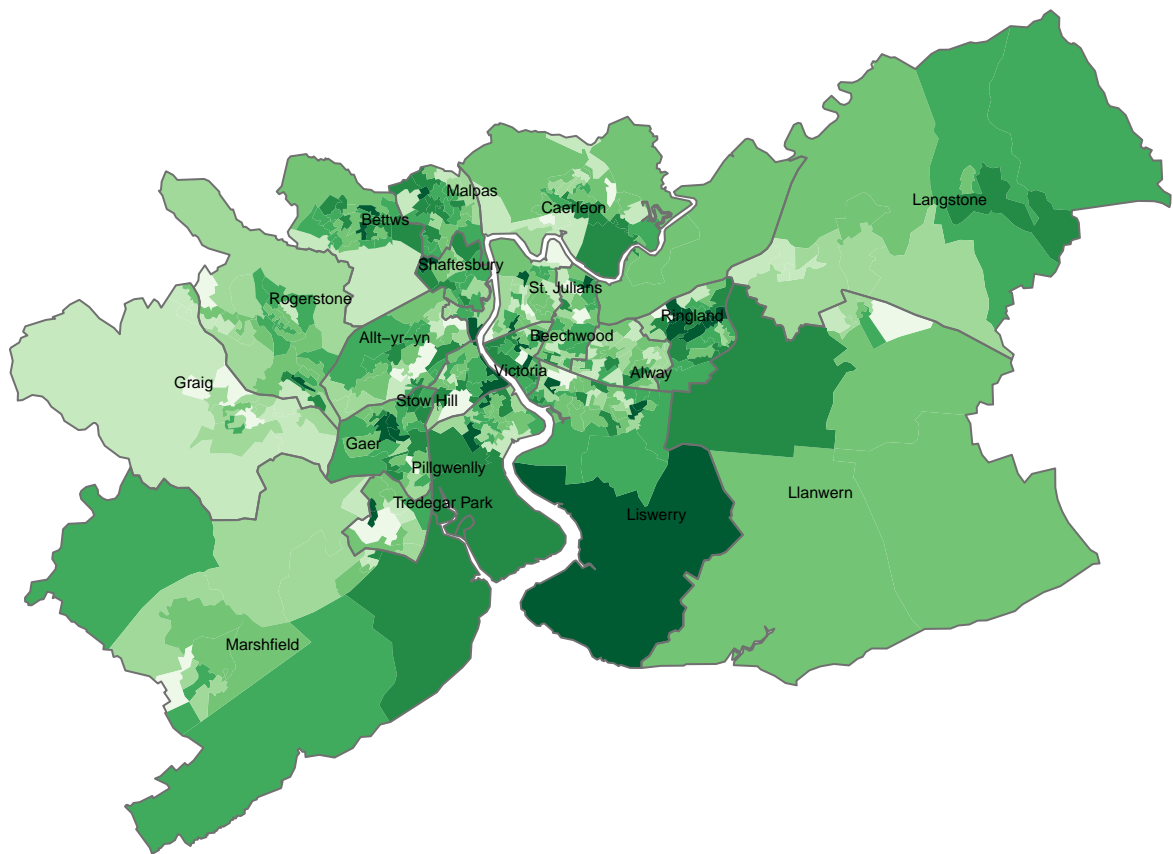 Malpas
Langstone
Caerleon
Bettws
Shaftesbury
St. Julians
Rogerstone
Ringland
Allt−yr−yn
Beechwood
Victoria
Alway
Graig
Stow Hill
Gaer
Pillgwenlly
Llanwern
Tredegar Park
Liswerry
Marshfield